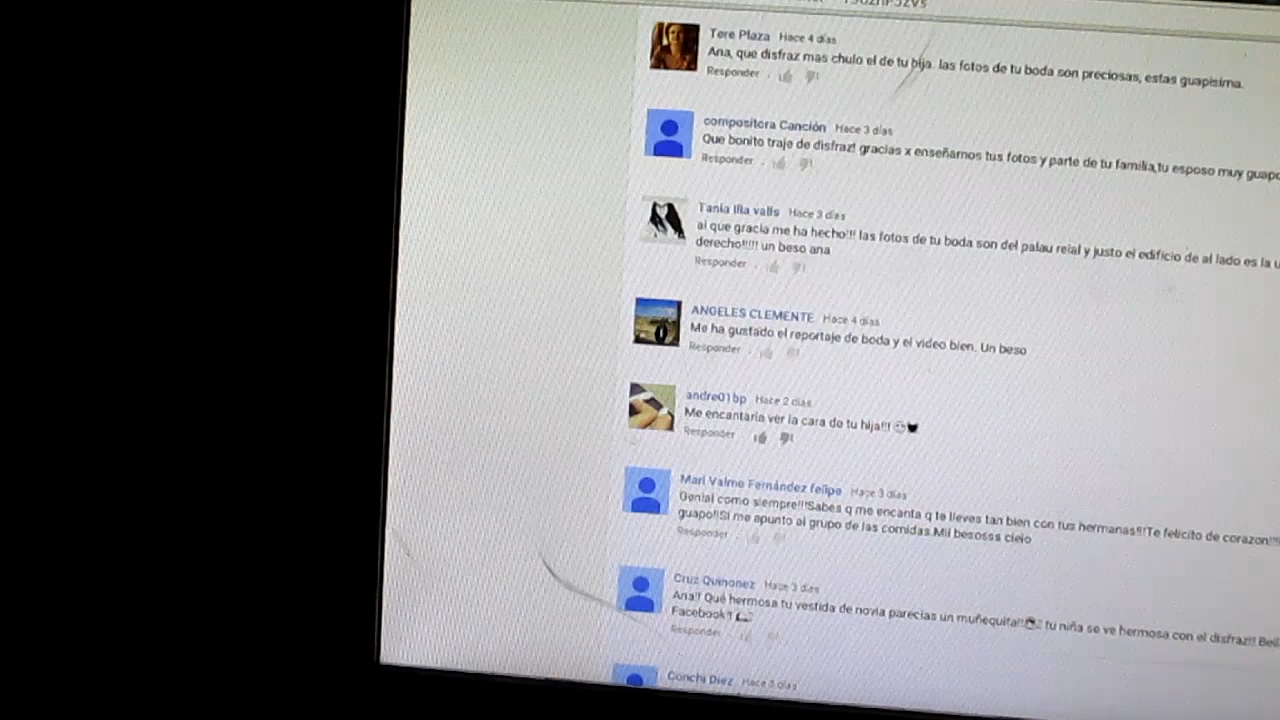 Tere Plaza Hace 4 días
Ana, que disfraz mas chulo el de tu hija. las fotos de tu boda son preciosas, estas guapisima.
Responder
compositora Canción Hace 3 días
Que bonito traje de disfraz! gracias x enseñarnos tus fotos y parte de tu familia,tu esposo muy guapo
Responder
Tania lila valls Hace 3 días
ai que gracia me ha hecho!!! las fotos de tu boda son del palau reial y justo el edificio de al lado es la
derecho!!!!! un beso ana
Responder
ANGELES CLEMENTE Hace 4 días
Me ha gustado el reportaje de boda y el video bien. Un beso
Responder
andre01bp Hace 2 días
Me encantaria ver la cara de tu hija!!!
Responder
Mari Valme Fernández felipe Hace 3 días
Genial como siempre!!!Sabes q me encanta q te lleves tan bien con tus hermanas!!!Te felicito de corazon!!!
guapo!!Si me apunto al grupo de las comidas.Mil besosss cielo
Responder
Cruz Quinonez Hace 3 días
Ana!! Qué hermosa tu vestida de novia parecias un muñequita!! tu niña se ve hermosa con el disfraz!!
Facebook!!
Responder
Conchi Diez Hace 3 días